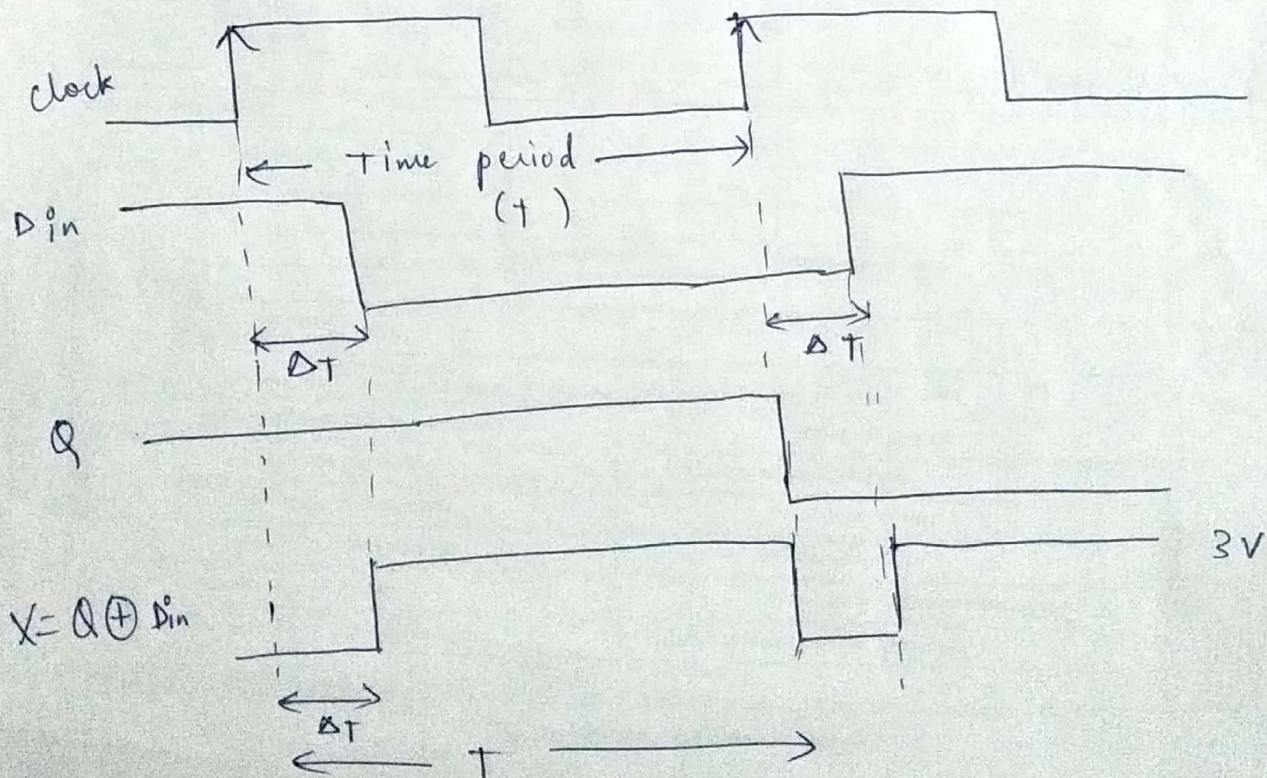 Clock
← Time period →
(t)
Din
ΔT
ΔT
Q
3V
X = Q ⊕ Din
ΔT
← T →